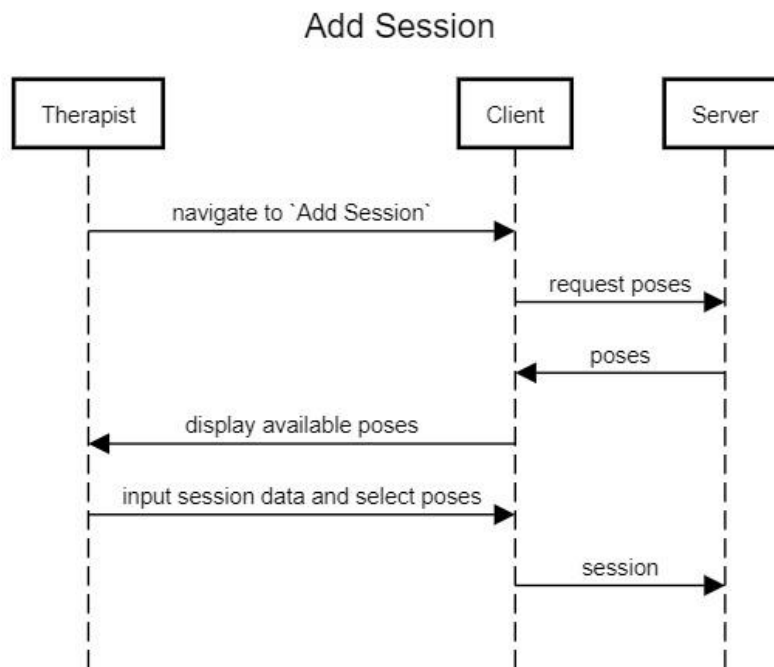 Add Session
Therapist
Client
Server
navigate to `Add Session`
request poses
poses
display available poses
input session data and select poses
session